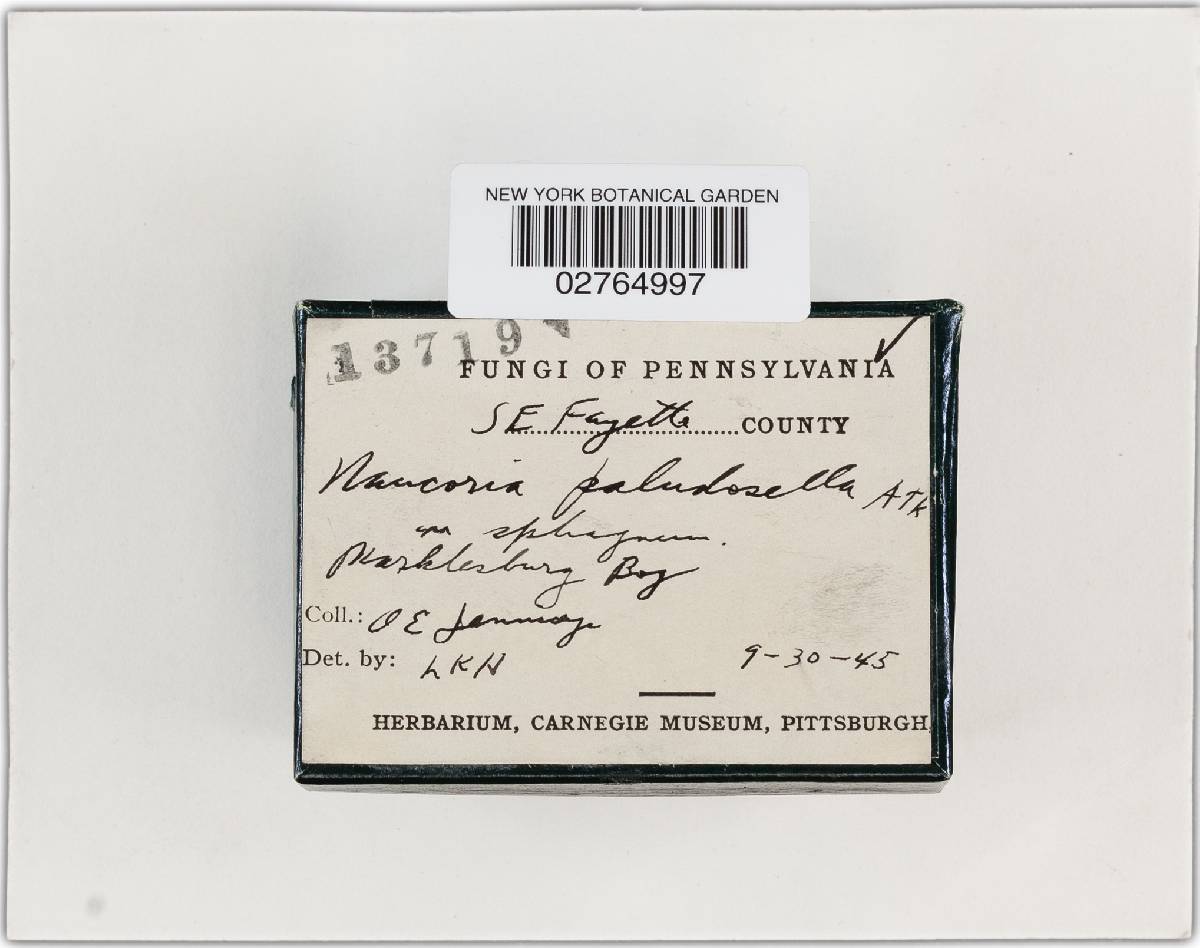 NEW YORK BOTANICAL GARDEN
02764997
13719
FUNGI OF PENNSYLVANIA
SE Fayette COUNTY
Naucoria paludosella Atk
on sphagnum.
Marklesburg Bog
Coll.: O E Jennings
Det. by: LKH 9-30-45
HERBARIUM, CARNEGIE MUSEUM, PITTSBURGH